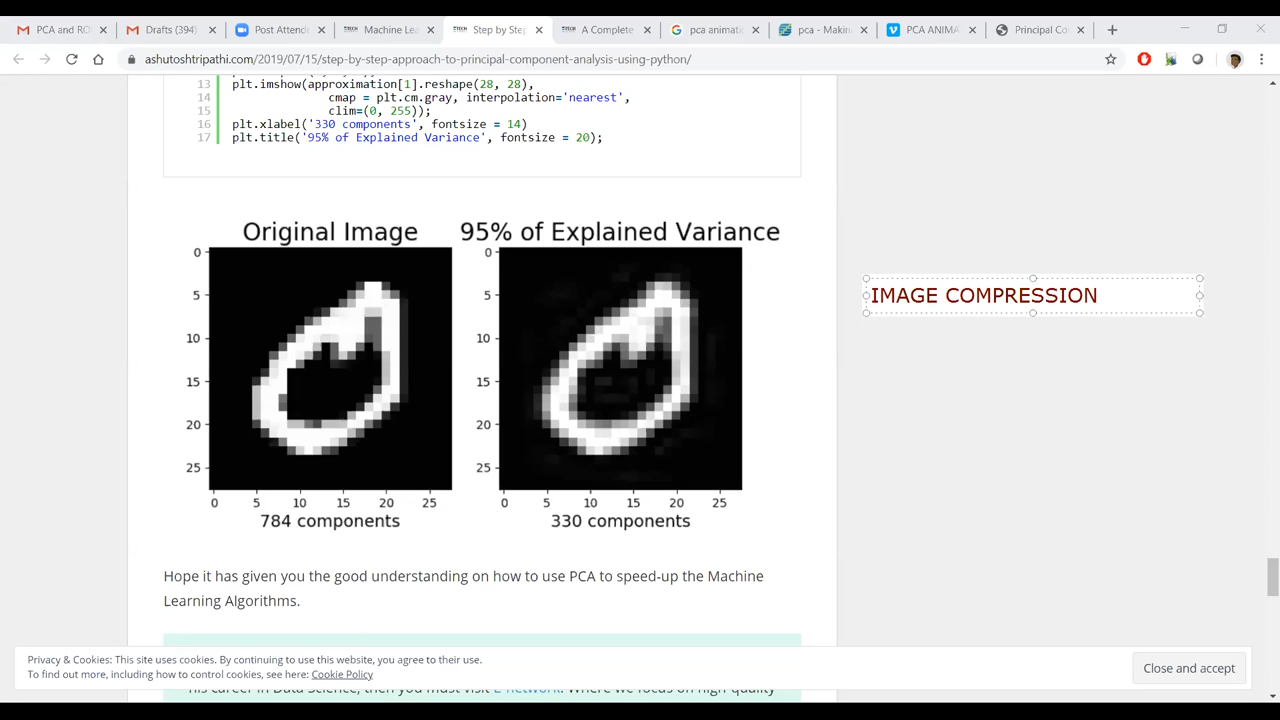 PCA and RO
Drafts (394)
Post Attend
Machine Lea
Step by Step
A Complete
pca animati
pca - Makin
PCA ANIMA
Principal Co
ashutoshtripathi.com/2019/07/15/step-by-step-approach-to-principal-component-analysis-using-python/
13 plt.imshow(approximation[1].reshape(28, 28),
14 cmap = plt.cm.gray, interpolation='nearest',
15 clim=(0, 255));
16 plt.xlabel('330 components', fontsize = 14)
17 plt.title('95% of Explained Variance', fontsize = 20);
Original Image
0
5
10
15
20
25
0 5 10 15 20 25
784 components
95% of Explained Variance
0
5
10
15
20
25
0 5 10 15 20 25
330 components
IMAGE COMPRESSION
Hope it has given you the good understanding on how to use PCA to speed-up the Machine
Learning Algorithms.
Privacy & Cookies: This site uses cookies. By continuing to use this website, you agree to their use.
To find out more, including how to control cookies, see here: Cookie Policy
Close and accept